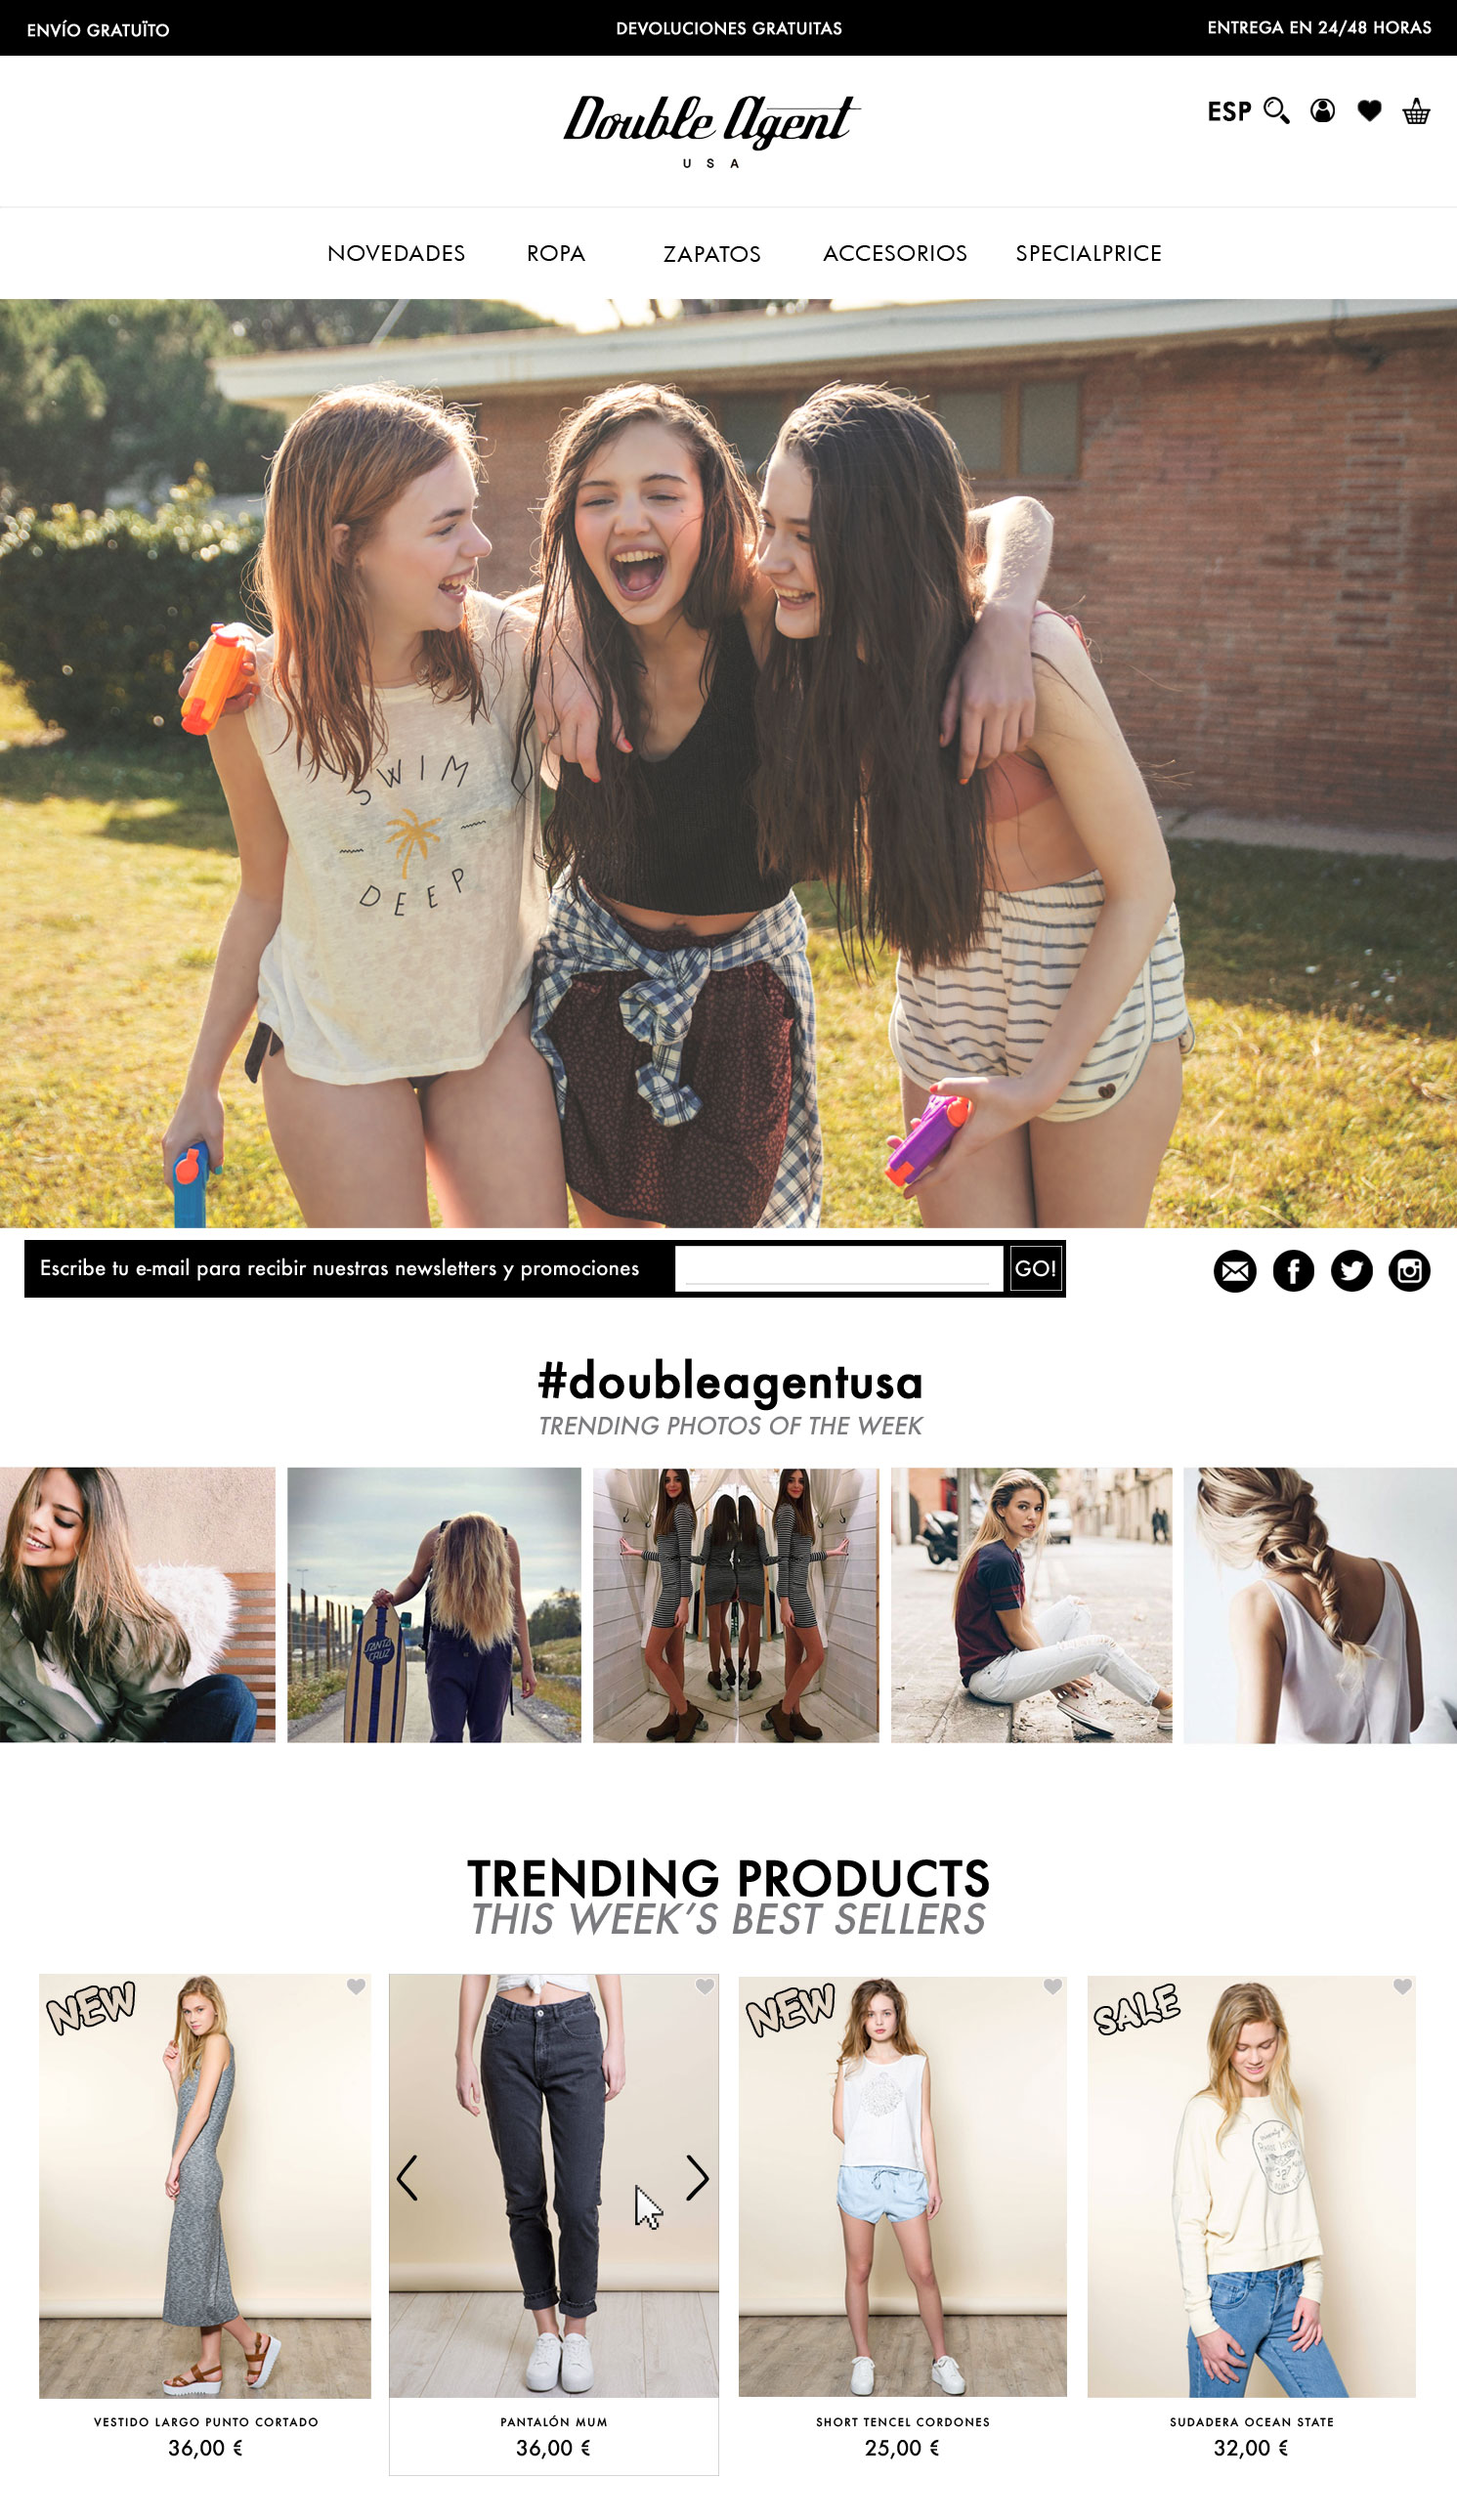 ENVÍO GRATUÏTO
DEVOLUCIONES GRATUITAS
ENTREGA EN 24/48 HORAS
Double Agent
USA
ESP
NOVEDADES
ROPA
ZAPATOS
ACCESORIOS
SPECIALPRICE
SWIM
DEEP
Escribe tu e-mail para recibir nuestras newsletters y promociones
GO!
#doubleagentusa
TRENDING PHOTOS OF THE WEEK
SANTA
CRUZ
TRENDING PRODUCTS
THIS WEEK'S BEST SELLERS
NEW
NEW
SALE
VESTIDO LARGO PUNTO CORTADO
36,00 €
PANTALÓN MUM
36,00 €
SHORT TENCEL CORDONES
25,00 €
SUDADERA OCEAN STATE
32,00 €